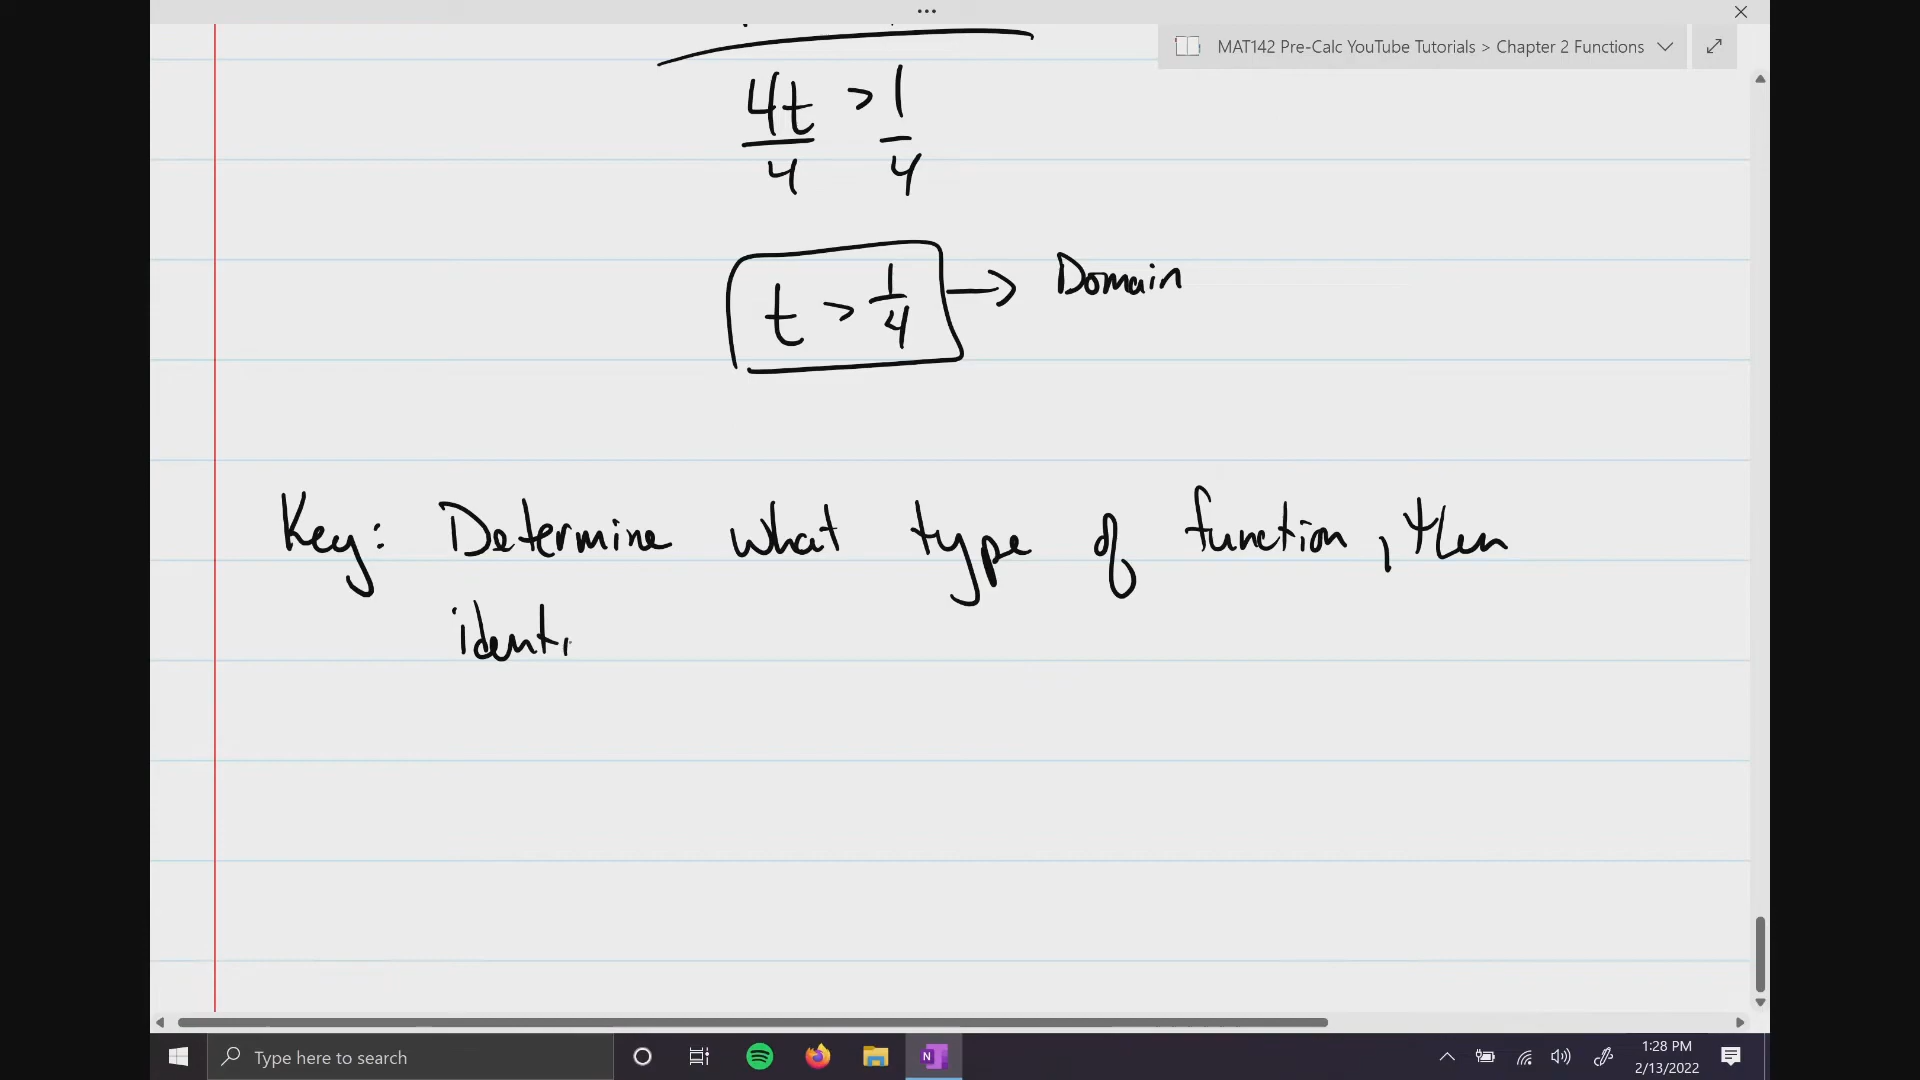 MAT142 Pre-Calc YouTube Tutorials > Chapter 2 Functions
4t > 1
4 4
t > 1/4 → Domain
Key: Determine what type of function, then
identi
Type here to search
1:28 PM
2/13/2022